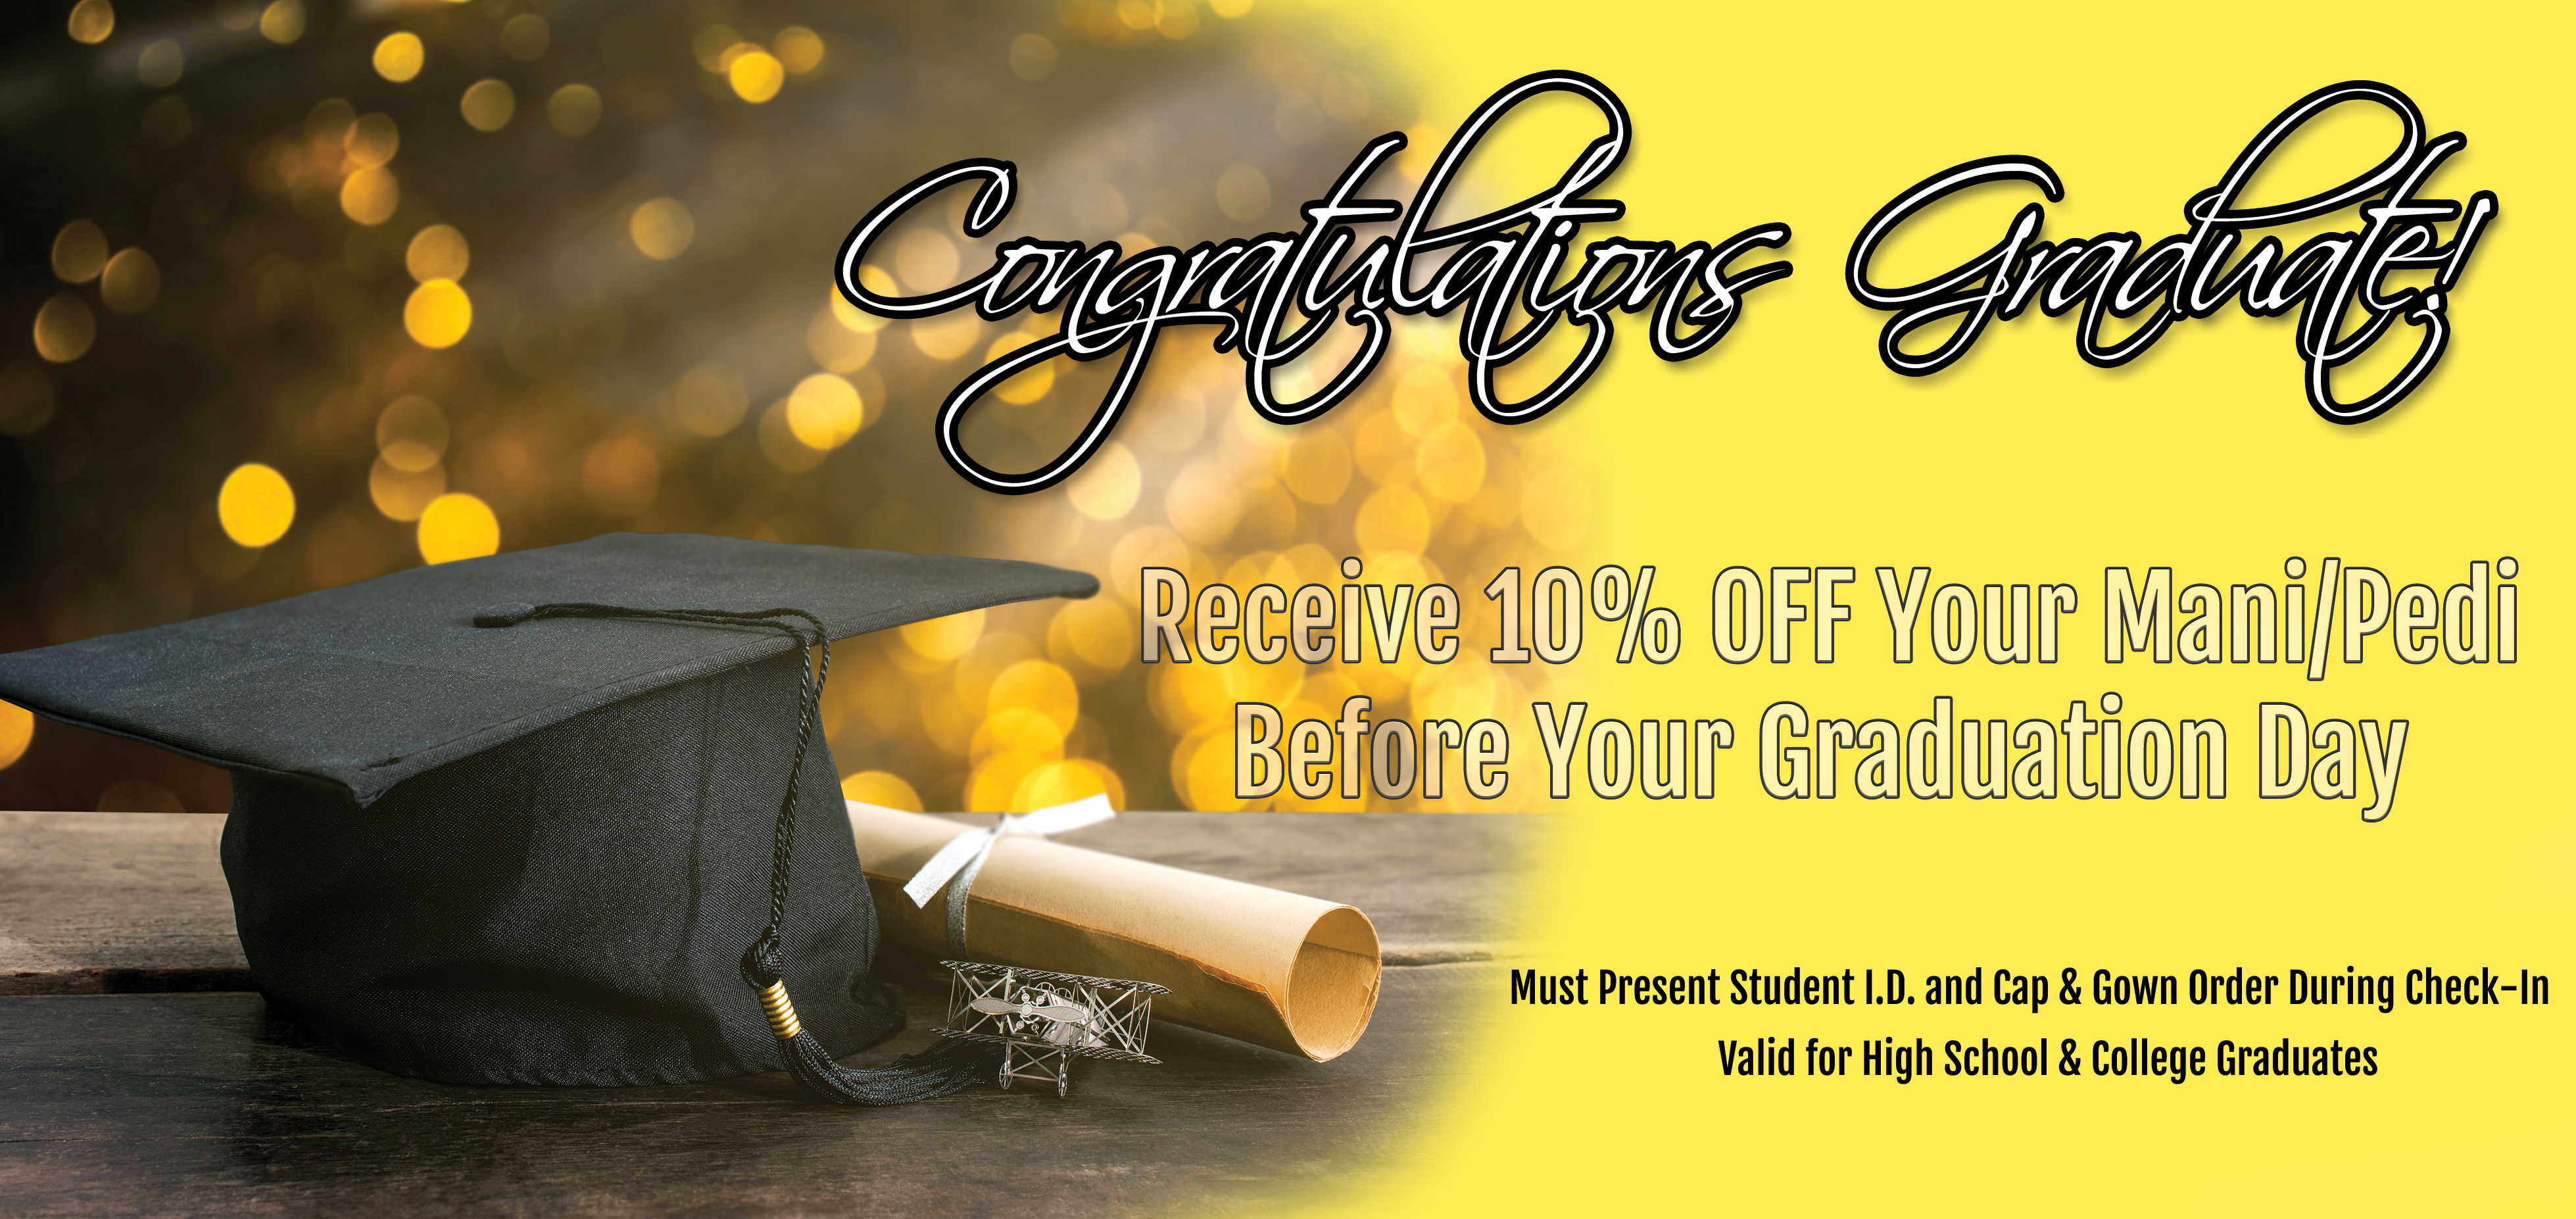 Congratulations Graduate!
Receive 10% OFF Your Mani/Pedi
Before Your Graduation Day
Must Present Student I.D. and Cap & Gown Order During Check-In
Valid for High School & College Graduates